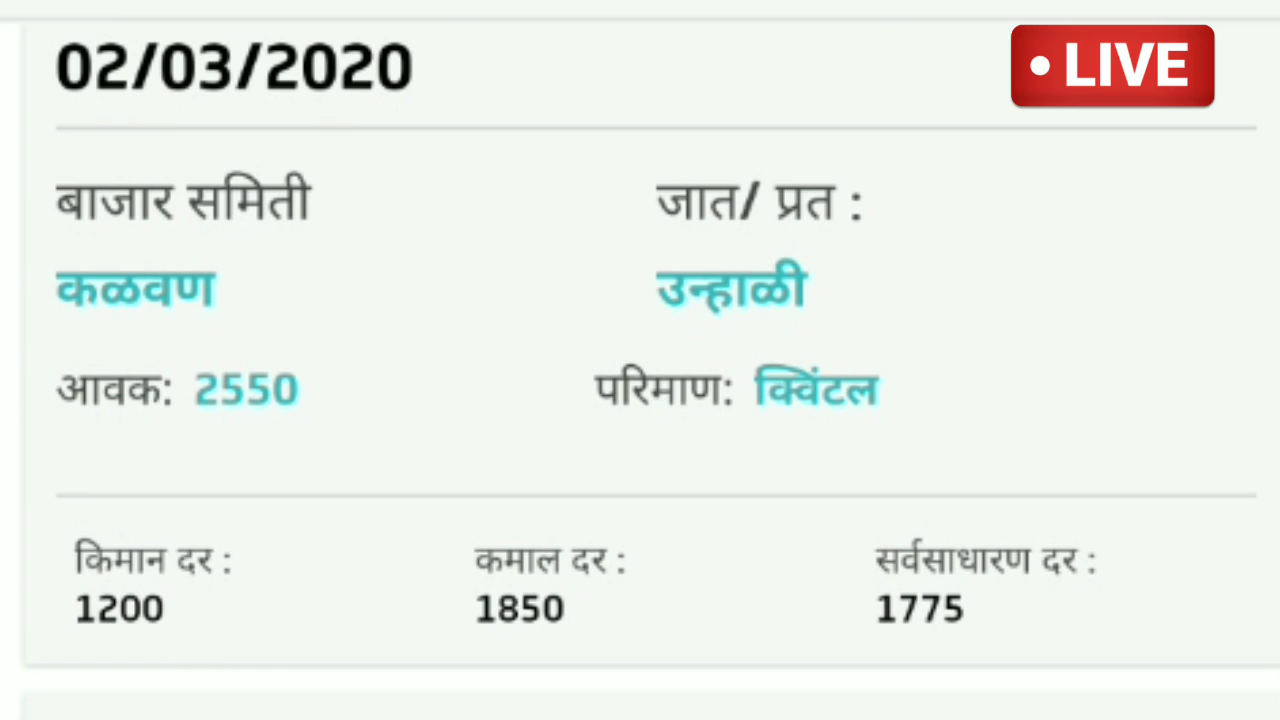 02/03/2020
• LIVE
बाजार समिती
जात/ प्रत :
कळवण
उन्हाळी
आवक: 2550
परिमाण: क्विंटल
किमान दर :
कमाल दर :
सर्वसाधारण दर :
1200
1850
1775